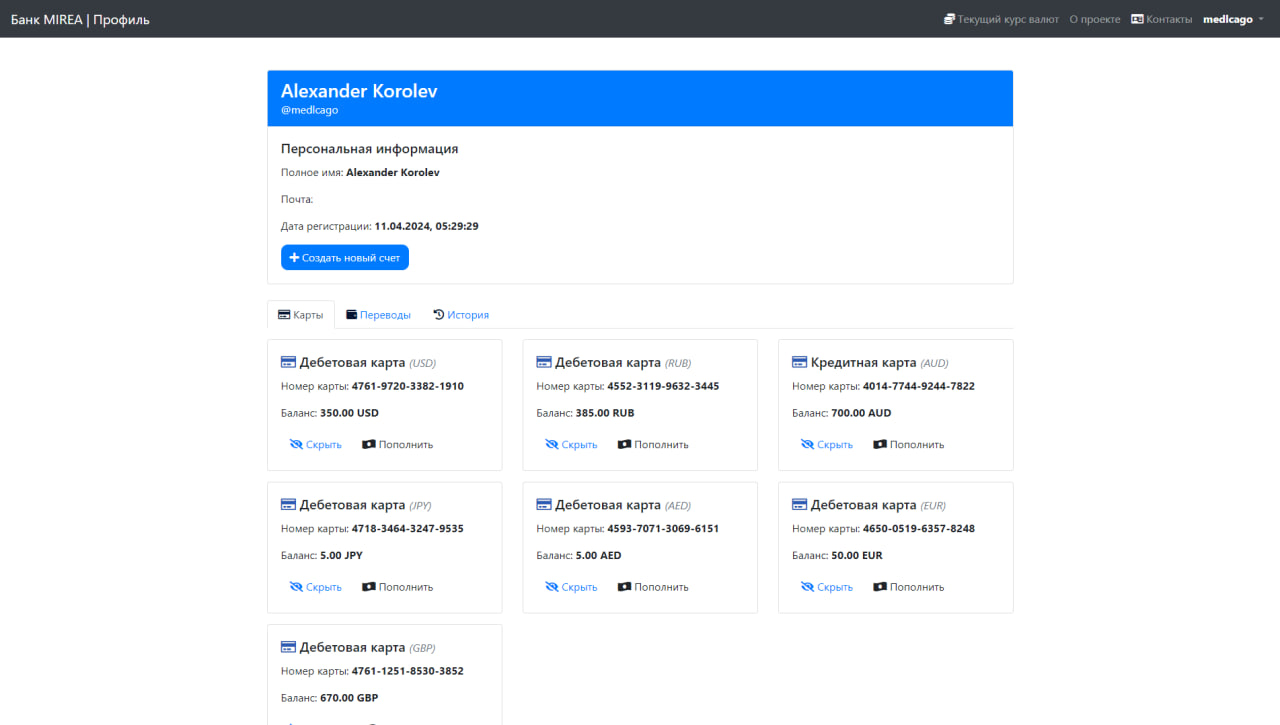 Банк MIREA | Профиль
Текущий курс валют О проекте Контакты medlcago
Alexander Korolev
@medlcago
Персональная информация
Полное имя: Alexander Korolev
Почта:
Дата регистрации: 11.04.2024, 05:29:29
Создать новый счет
Карты Переводы История
Дебетовая карта (USD)
Номер карты: 4761-9720-3382-1910
Баланс: 350.00 USD
Скрыть Пополнить
Дебетовая карта (RUB)
Номер карты: 4552-3119-9632-3445
Баланс: 385.00 RUB
Скрыть Пополнить
Кредитная карта (AUD)
Номер карты: 4014-7744-9244-7822
Баланс: 700.00 AUD
Скрыть Пополнить
Дебетовая карта (JPY)
Номер карты: 4718-3464-3247-9535
Баланс: 5.00 JPY
Скрыть Пополнить
Дебетовая карта (AED)
Номер карты: 4593-7071-3069-6151
Баланс: 5.00 AED
Скрыть Пополнить
Дебетовая карта (EUR)
Номер карты: 4650-0519-6357-8248
Баланс: 50.00 EUR
Скрыть Пополнить
Дебетовая карта (GBP)
Номер карты: 4761-1251-8530-3852
Баланс: 670.00 GBP